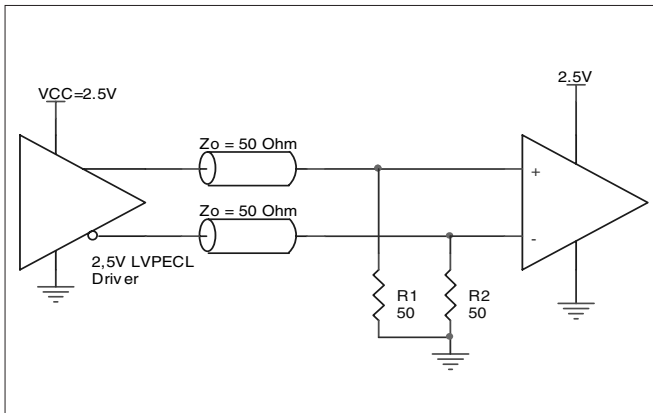 2.5V
VCC=2.5V
Zo = 50 Ohm
+
Zo = 50 Ohm
-
2,5V LVPECL
Driver
R1
50
R2
50